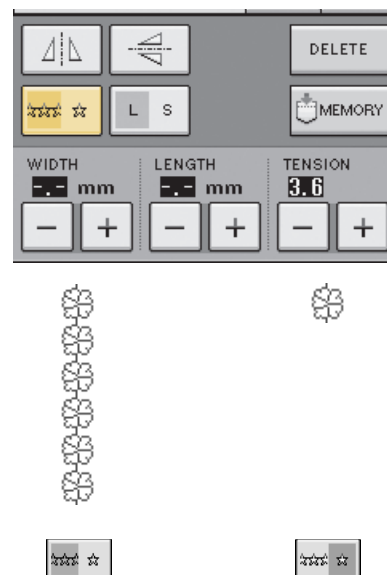 DELETE
L S
MEMORY
WIDTH LENGTH TENSION
-.- mm -.- mm 3.6
− + − + − +